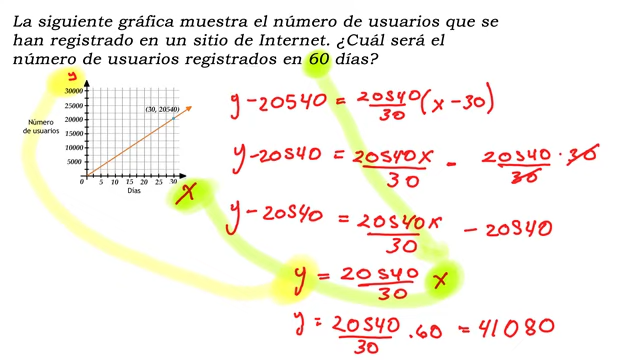 La siguiente gráfica muestra el número de usuarios que se
han registrado en un sitio de Internet. ¿Cuál será el
número de usuarios registrados en 60 días?
y
30000
25000
20000
15000
10000
5000
(30, 20540)
Número
de usuarios
0 5 10 15 20 25 30
Días
x
y - 20540 = 20540/30 (x - 30)
y - 20540 = 20540x/30 - 20540/30 · 30
y - 20540 = 20540x/30 - 20540
y = 20540/30 x
y = 20540/30 · 60 = 41080